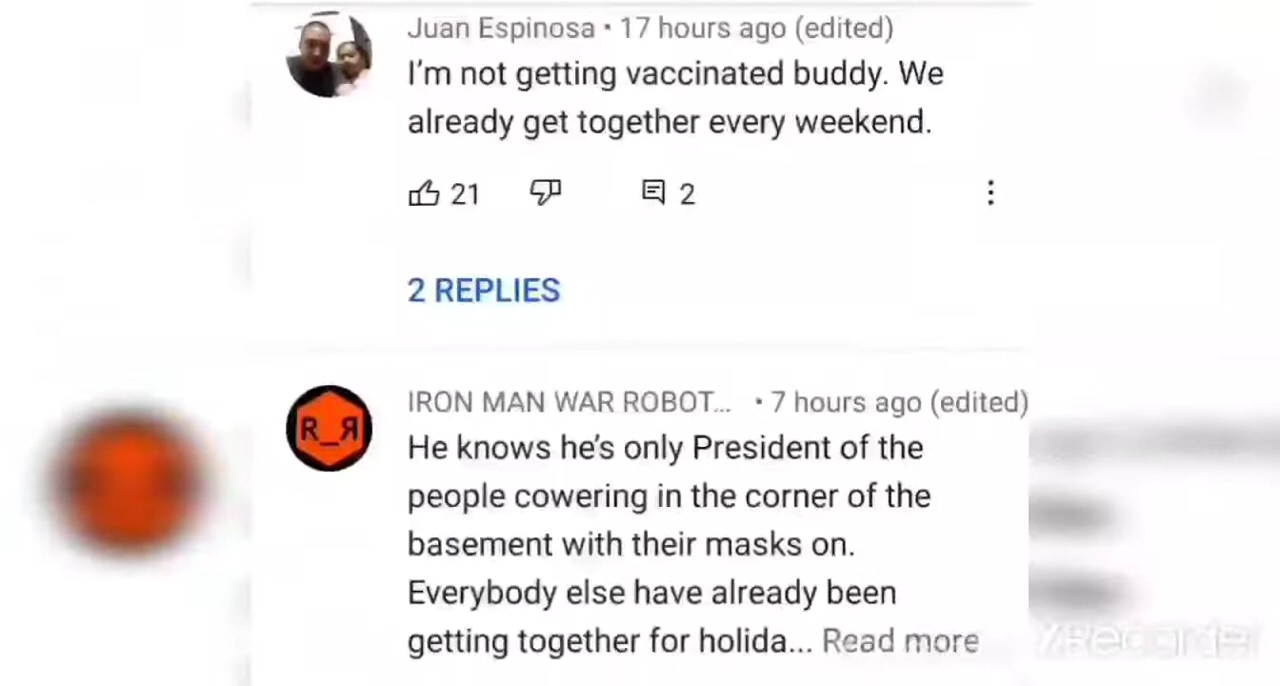 Juan Espinosa • 17 hours ago (edited)
I'm not getting vaccinated buddy. We
already get together every weekend.
21 2
2 REPLIES
R_Я
IRON MAN WAR ROBOT... • 7 hours ago (edited)
He knows he's only President of the
people cowering in the corner of the
basement with their masks on.
Everybody else have already been
getting together for holida... Read more
XRecorder